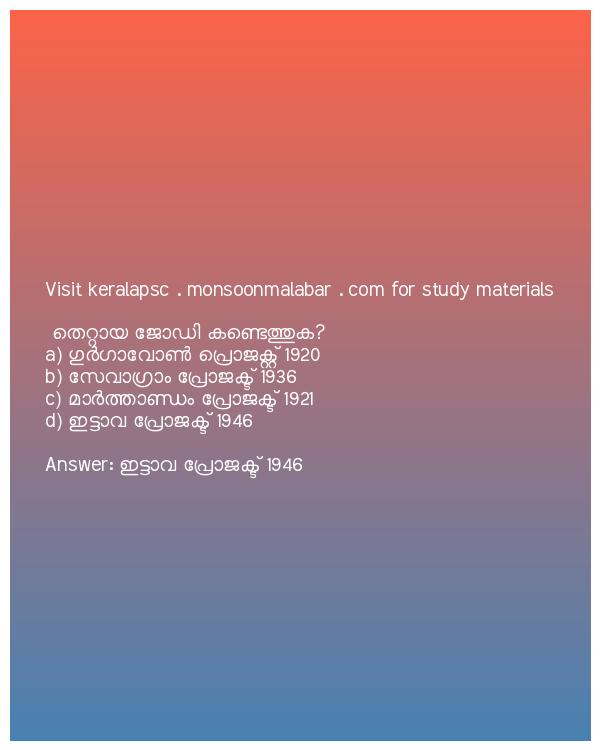 Visit keralapsc . monsoonmalabar . com for study materials
തെറ്റായ ജോഡി കണ്ടെത്തുക?
a) ഗുർഗാവോൺ പ്രൊജക്റ്റ് 1920
b) സേവാഗ്രാം പ്രോജക്ട് 1936
c) മാർത്താണ്ഡം പ്രോജക്ട് 1921
d) ഇട്ടാവ പ്രോജക്ട് 1946
Answer: ഇട്ടാവ പ്രോജക്ട് 1946